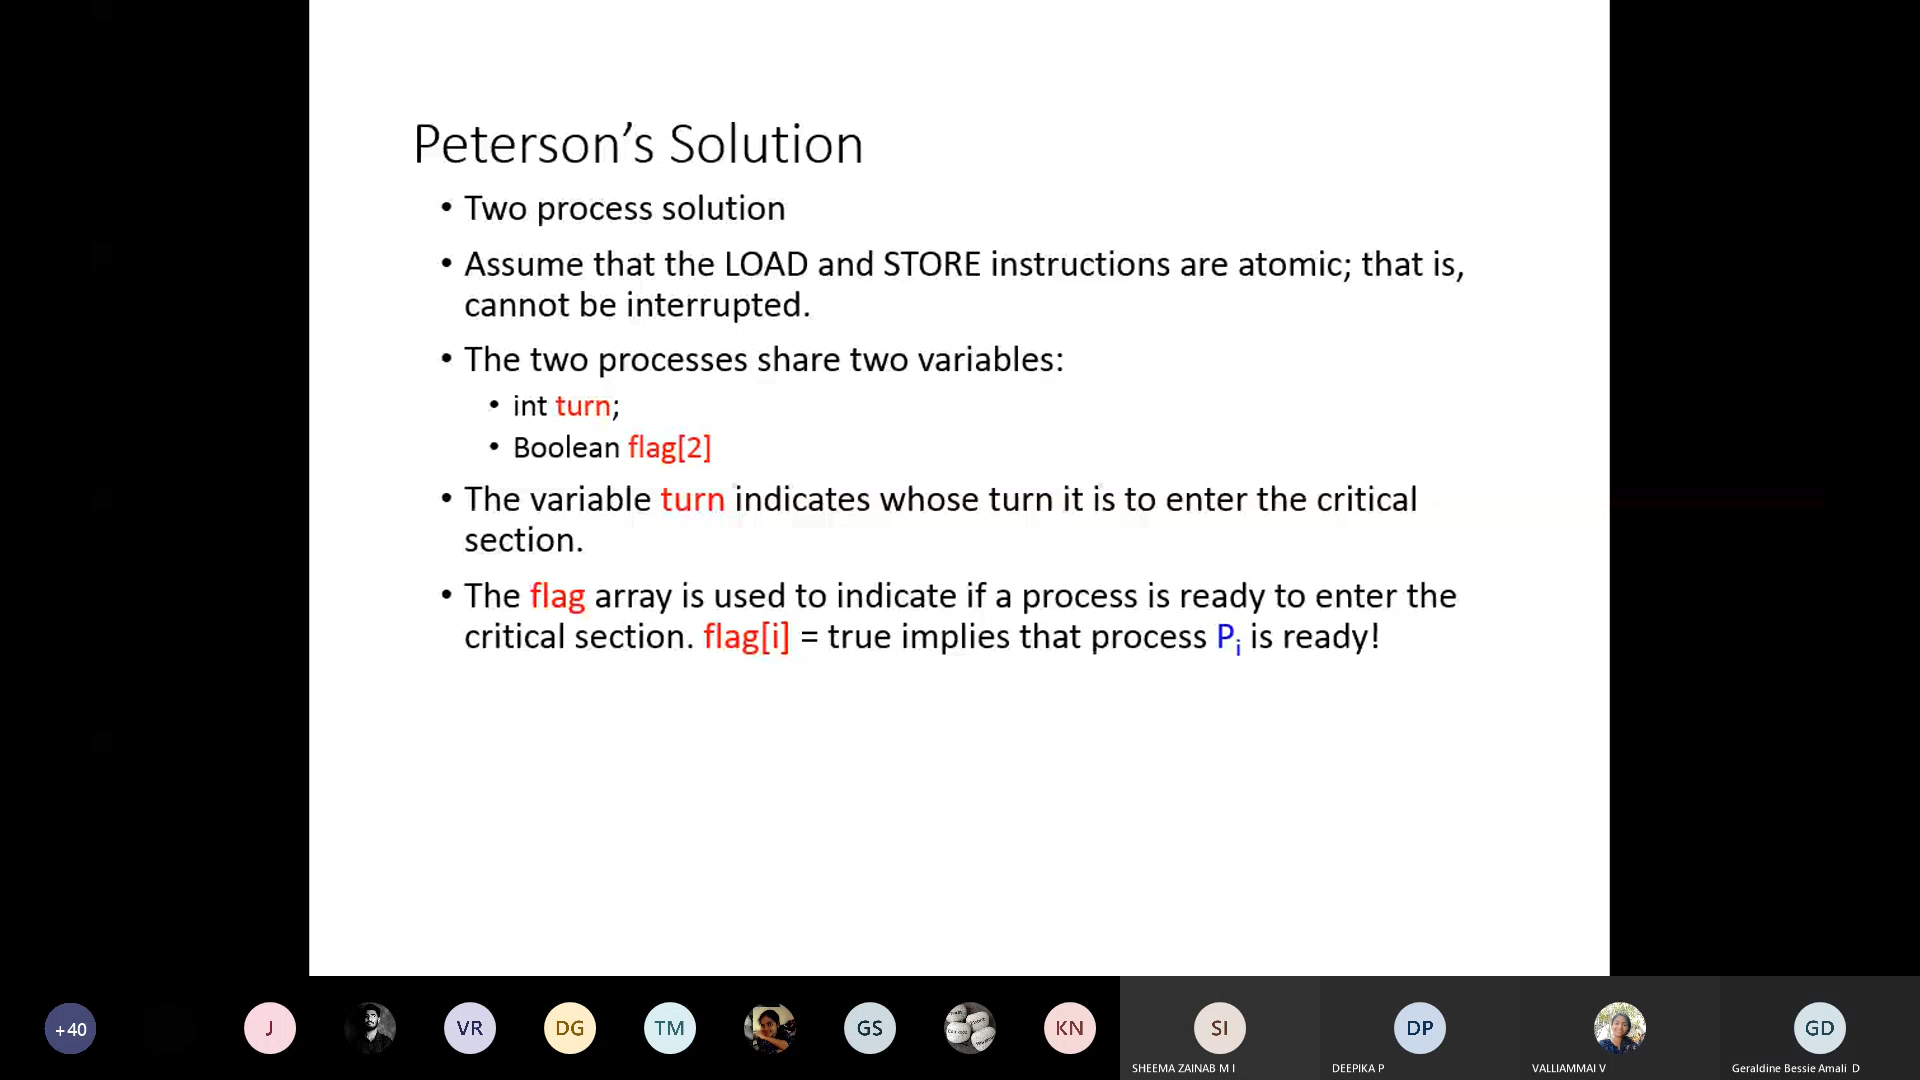 Peterson’s Solution
• Two process solution
• Assume that the LOAD and STORE instructions are atomic; that is,
cannot be interrupted.
• The two processes share two variables:
• int turn;
• Boolean flag[2]
• The variable turn indicates whose turn it is to enter the critical
section.
• The flag array is used to indicate if a process is ready to enter the
critical section. flag[i] = true implies that process Pi is ready!
+40
J
VR
DG
TM
GS
KN
SI
DP
GD
SHEEMA ZAINAB M I
DEEPIKA P
VALLIAMMAI V
Geraldine Bessie Amali D